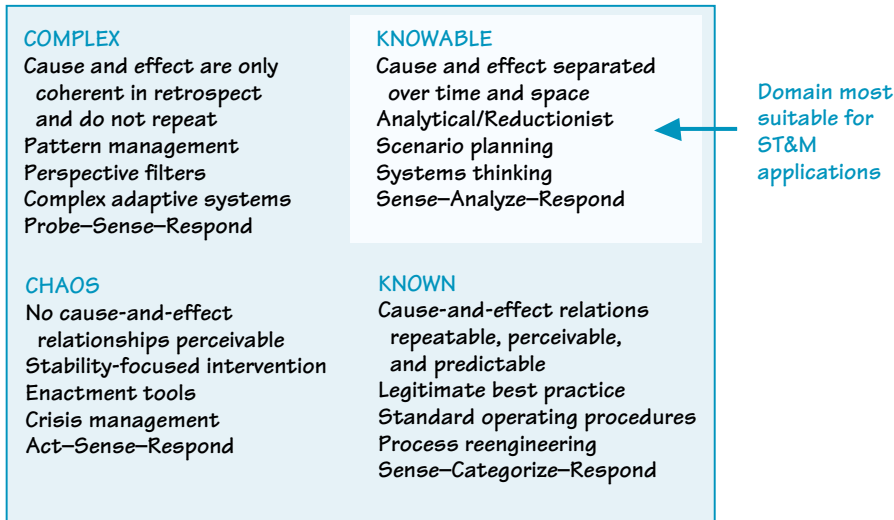 COMPLEX
Cause and effect are only
coherent in retrospect
and do not repeat
Pattern management
Perspective filters
Complex adaptive systems
Probe–Sense–Respond
KNOWABLE
Cause and effect separated
over time and space
Analytical/Reductionist
Scenario planning
Systems thinking
Sense–Analyze–Respond
Domain most
suitable for
ST&M
applications
CHAOS
No cause-and-effect
relationships perceivable
Stability-focused intervention
Enactment tools
Crisis management
Act–Sense–Respond
KNOWN
Cause-and-effect relations
repeatable, perceivable,
and predictable
Legitimate best practice
Standard operating procedures
Process reengineering
Sense–Categorize–Respond